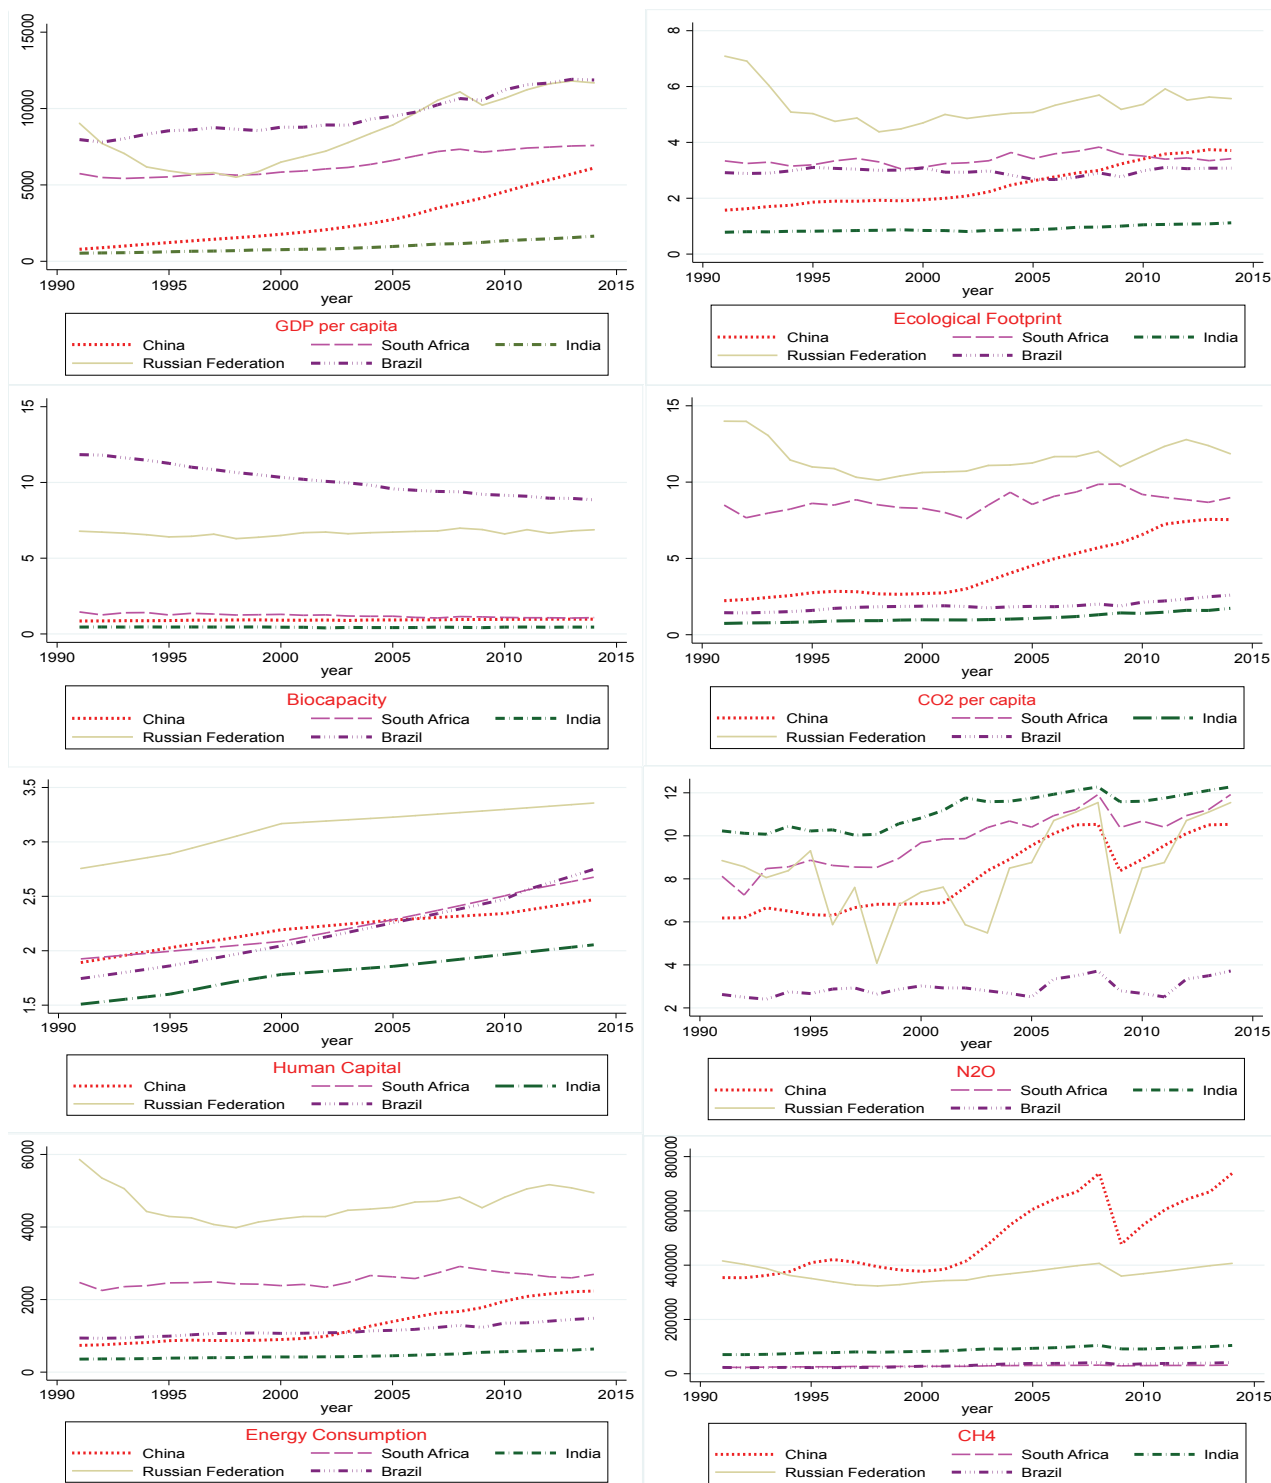 15000
10000
5000
0
1990 1995 2000 2005 2010 2015
year
GDP per capita
China South Africa India
Russian Federation Brazil
8
6
4
2
0
1990 1995 2000 2005 2010 2015
year
Ecological Footprint
China South Africa India
Russian Federation Brazil
15
10
5
0
1990 1995 2000 2005 2010 2015
year
Biocapacity
China South Africa India
Russian Federation Brazil
15
10
5
0
1990 1995 2000 2005 2010 2015
year
CO2 per capita
China South Africa India
Russian Federation Brazil
3.5
3
2.5
2
1.5
1990 1995 2000 2005 2010 2015
year
Human Capital
China South Africa India
Russian Federation Brazil
12
10
8
6
4
2
1990 1995 2000 2005 2010 2015
year
N2O
China South Africa India
Russian Federation Brazil
6000
4000
2000
0
1990 1995 2000 2005 2010 2015
year
Energy Consumption
China South Africa India
Russian Federation Brazil
800000
600000
400000
200000
0
1990 1995 2000 2005 2010 2015
year
CH4
China South Africa India
Russian Federation Brazil